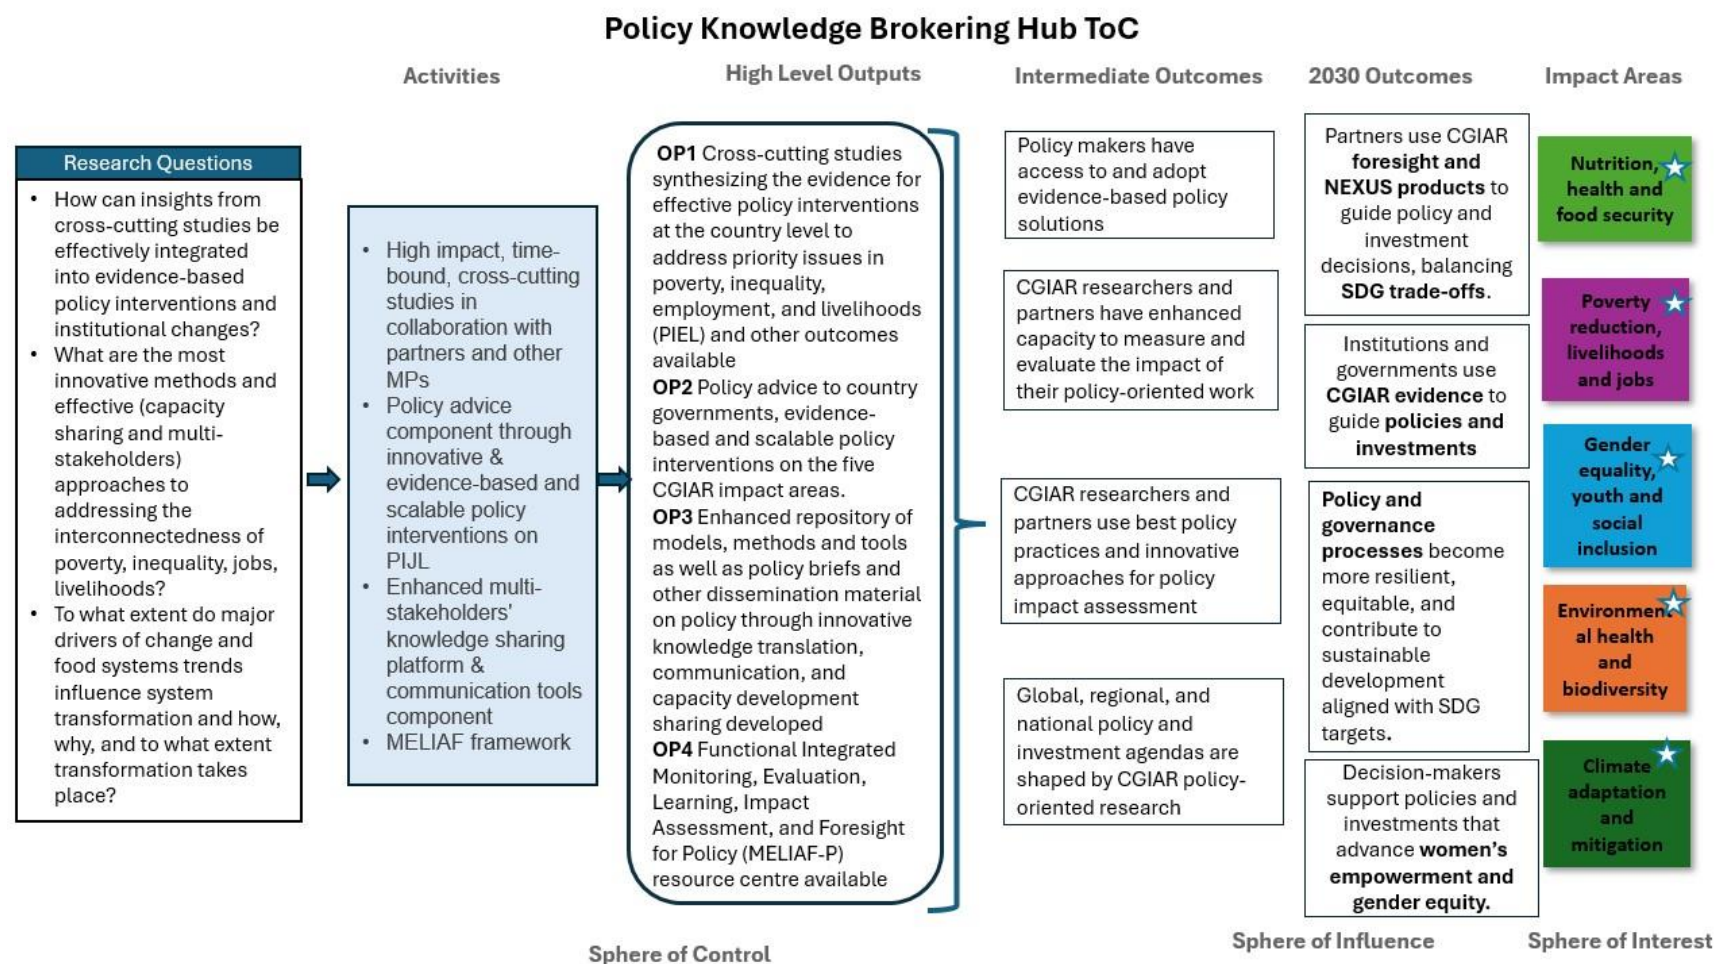 Policy Knowledge Brokering Hub ToC
Activities
High Level Outputs
Intermediate Outcomes
2030 Outcomes
Impact Areas
Research Questions
• How can insights from
cross-cutting studies be
effectively integrated
into evidence-based
policy interventions and
institutional changes?
• What are the most
innovative methods and
effective (capacity
sharing and multi-
stakeholders)
approaches to
addressing the
interconnectedness of
poverty, inequality, jobs,
livelihoods?
• To what extent do major
drivers of change and
food systems trends
influence system
transformation and how,
why, and to what extent
transformation takes
place?
• High impact, time-
bound, cross-cutting
studies in
collaboration with
partners and other
MPs
• Policy advice
component through
innovative &
evidence-based and
scalable policy
interventions on
PIJL
• Enhanced multi-
stakeholders'
knowledge sharing
platform &
communication tools
component
• MELIAF framework
OP1 Cross-cutting studies
synthesizing the evidence for
effective policy interventions
at the country level to
address priority issues in
poverty, inequality,
employment, and livelihoods
(PIEL) and other outcomes
available
OP2 Policy advice to country
governments, evidence-
based and scalable policy
interventions on the five
CGIAR impact areas.
OP3 Enhanced repository of
models, methods and tools
as well as policy briefs and
other dissemination material
on policy through innovative
knowledge translation,
communication, and
capacity development
sharing developed
OP4 Functional Integrated
Monitoring, Evaluation,
Learning, Impact
Assessment, and Foresight
for Policy (MELIAF-P)
resource centre available
Policy makers have
access to and adopt
evidence-based policy
solutions
CGIAR researchers and
partners have enhanced
capacity to measure and
evaluate the impact of
their policy-oriented work
CGIAR researchers and
partners use best policy
practices and innovative
approaches for policy
impact assessment
Global, regional, and
national policy and
investment agendas are
shaped by CGIAR policy-
oriented research
Partners use CGIAR
foresight and
NEXUS products to
guide policy and
investment
decisions, balancing
SDG trade-offs.
Institutions and
governments use
CGIAR evidence to
guide policies and
investments
Policy and
governance
processes become
more resilient,
equitable, and
contribute to
sustainable
development
aligned with SDG
targets.
Decision-makers
support policies and
investments that
advance women's
empowerment and
gender equity.
Nutrition,
health and
food security
Poverty
reduction,
livelihoods
and jobs
Gender
equality,
youth and
social
inclusion
Environment
al health
and
biodiversity
Climate
adaptation
and
mitigation
Sphere of Control
Sphere of Influence
Sphere of Interest